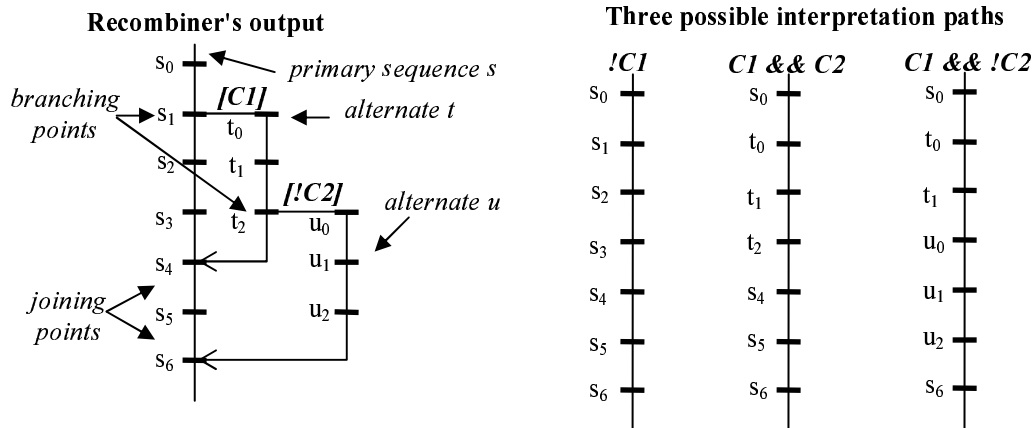 Recombiner's output
s0
primary sequence s
branching
points
s1
[C1]
alternate t
t0
s2
t1
[!C2]
alternate u
s3
t2
u0
s4
u1
joining
points
s5
u2
s6
Three possible interpretation paths
!C1
s0
s1
s2
s3
s4
s5
s6
C1 && C2
s0
t0
t1
t2
s4
s5
s6
C1 && !C2
s0
t0
t1
u0
u1
u2
s6